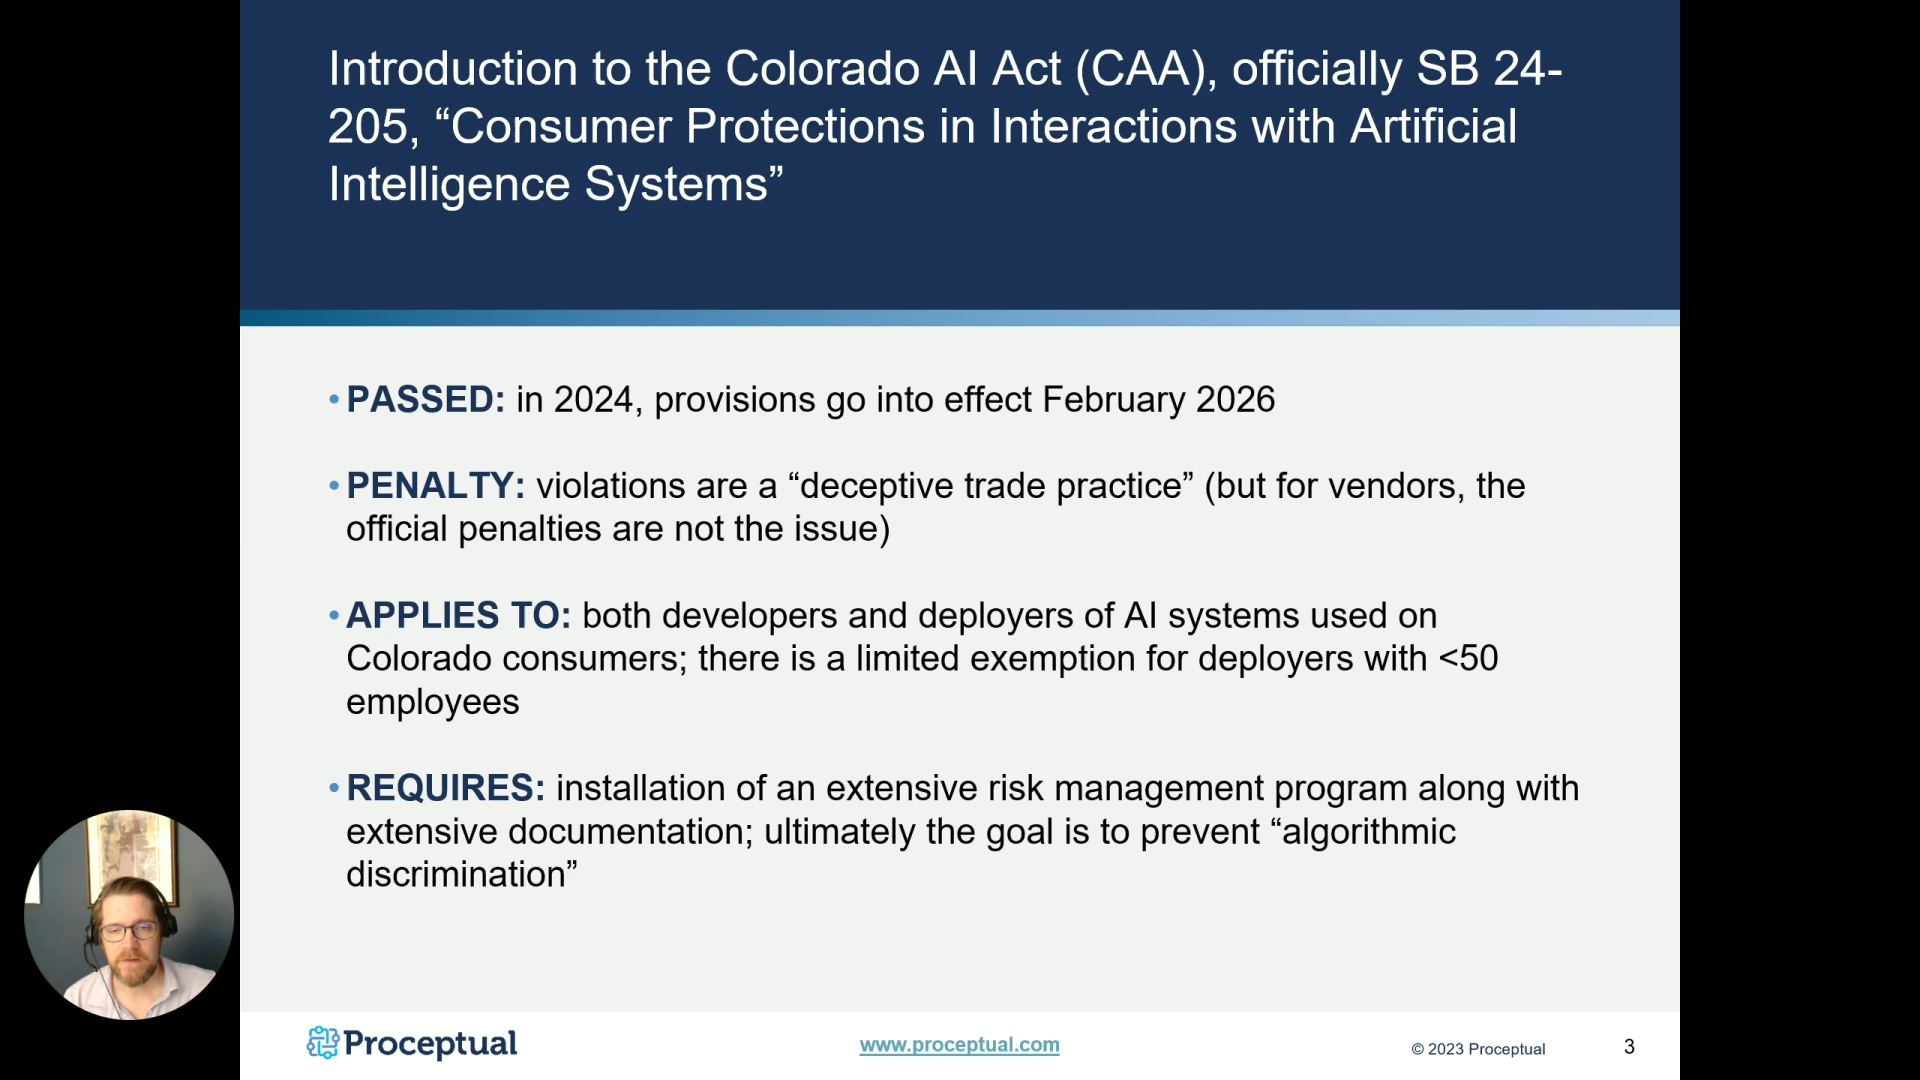 Introduction to the Colorado AI Act (CAA), officially SB 24-
205, “Consumer Protections in Interactions with Artificial
Intelligence Systems”
• PASSED: in 2024, provisions go into effect February 2026
• PENALTY: violations are a “deceptive trade practice” (but for vendors, the
official penalties are not the issue)
• APPLIES TO: both developers and deployers of AI systems used on
Colorado consumers; there is a limited exemption for deployers with <50
employees
• REQUIRES: installation of an extensive risk management program along with
extensive documentation; ultimately the goal is to prevent “algorithmic
discrimination”
Proceptual
www.proceptual.com
© 2023 Proceptual
3